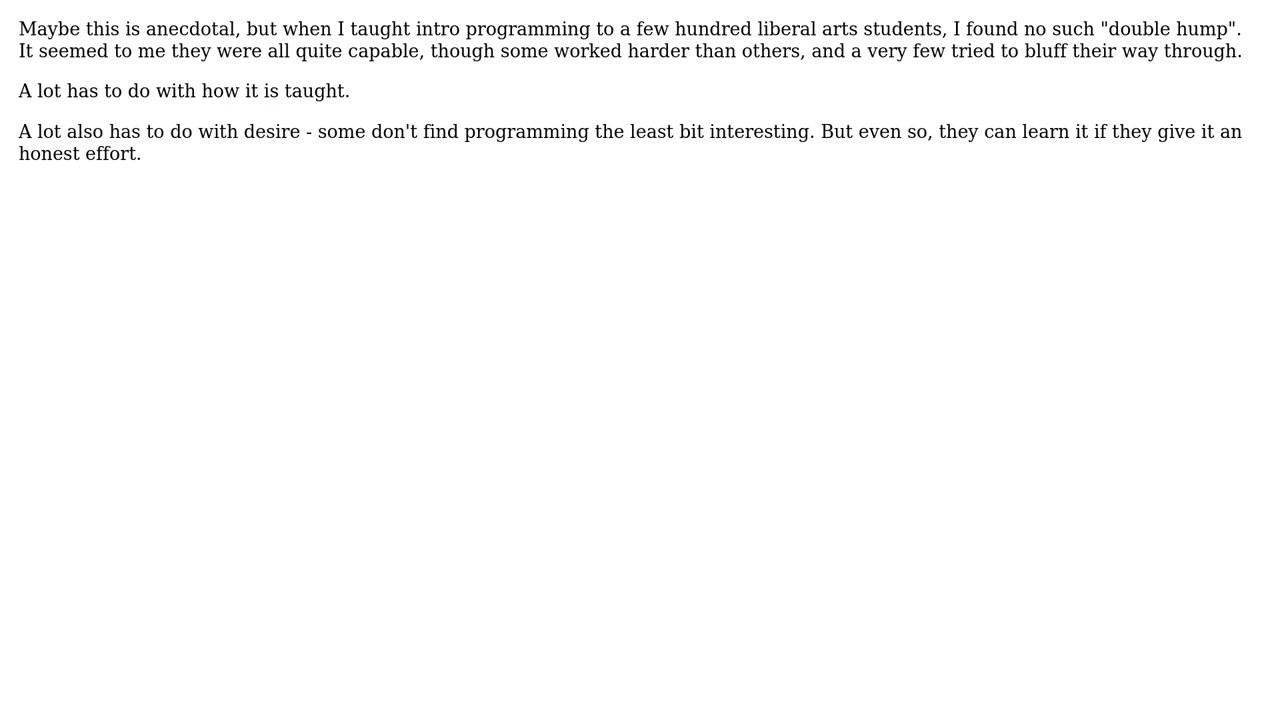 Maybe this is anecdotal, but when I taught intro programming to a few hundred liberal arts students, I found no such "double hump".
It seemed to me they were all quite capable, though some worked harder than others, and a very few tried to bluff their way through.
A lot has to do with how it is taught.
A lot also has to do with desire - some don't find programming the least bit interesting. But even so, they can learn it if they give it an
honest effort.